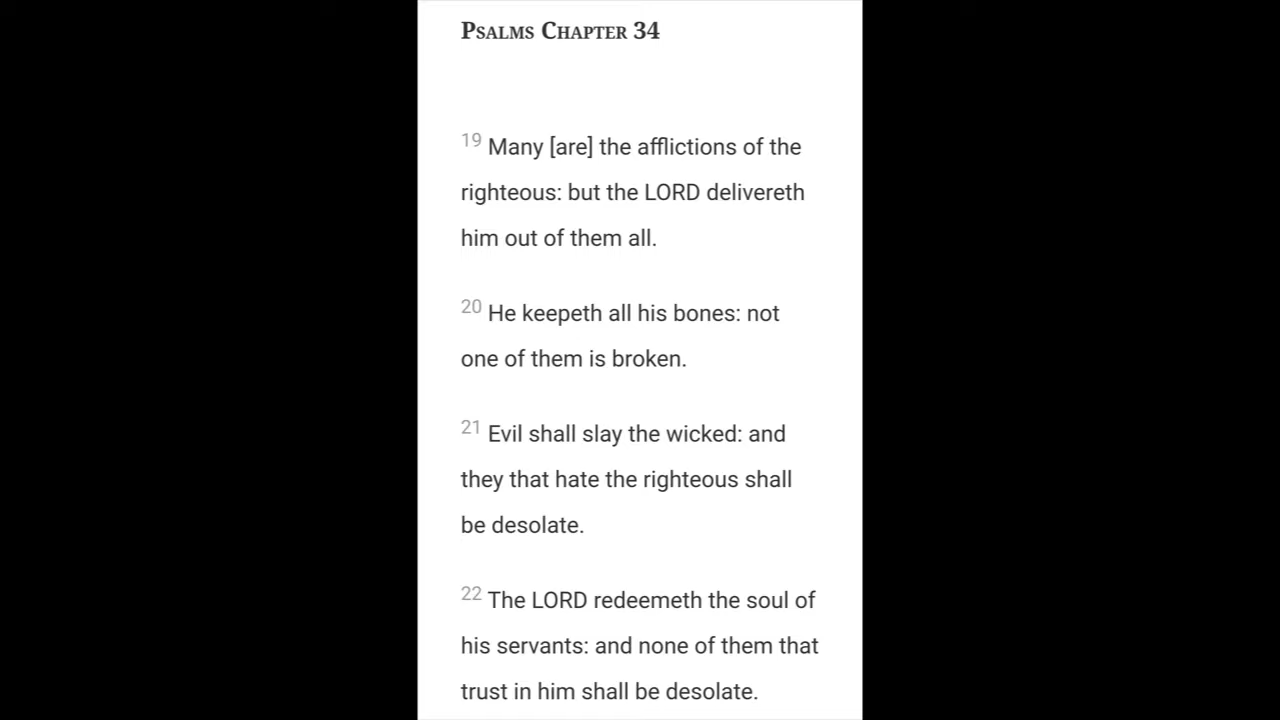 Psalms Chapter 34
19 Many [are] the afflictions of the
righteous: but the LORD delivereth
him out of them all.
20 He keepeth all his bones: not
one of them is broken.
21 Evil shall slay the wicked: and
they that hate the righteous shall
be desolate.
22 The LORD redeemeth the soul of
his servants: and none of them that
trust in him shall be desolate.